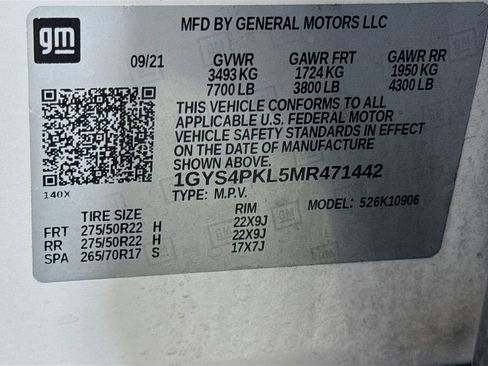 gm
MFD BY GENERAL MOTORS LLC
09/21 GVWR GAWR FRT GAWR RR
3493 KG 1724 KG 1950 KG
7700 LB 3800 LB 4300 LB
THIS VEHICLE CONFORMS TO ALL
APPLICABLE U.S. FEDERAL MOTOR
VEHICLE SAFETY STANDARDS IN EFFECT
ON THE DATE OF MANUFACTURE
SHOWN ABOVE.
1GYS4PKL5MR471442
140X TYPE: M.P.V. MODEL: 526K10906
TIRE SIZE RIM
FRT 275/50R22 H 22X9J
RR 275/50R22 H 22X9J
SPA 265/70R17 S 17X7J